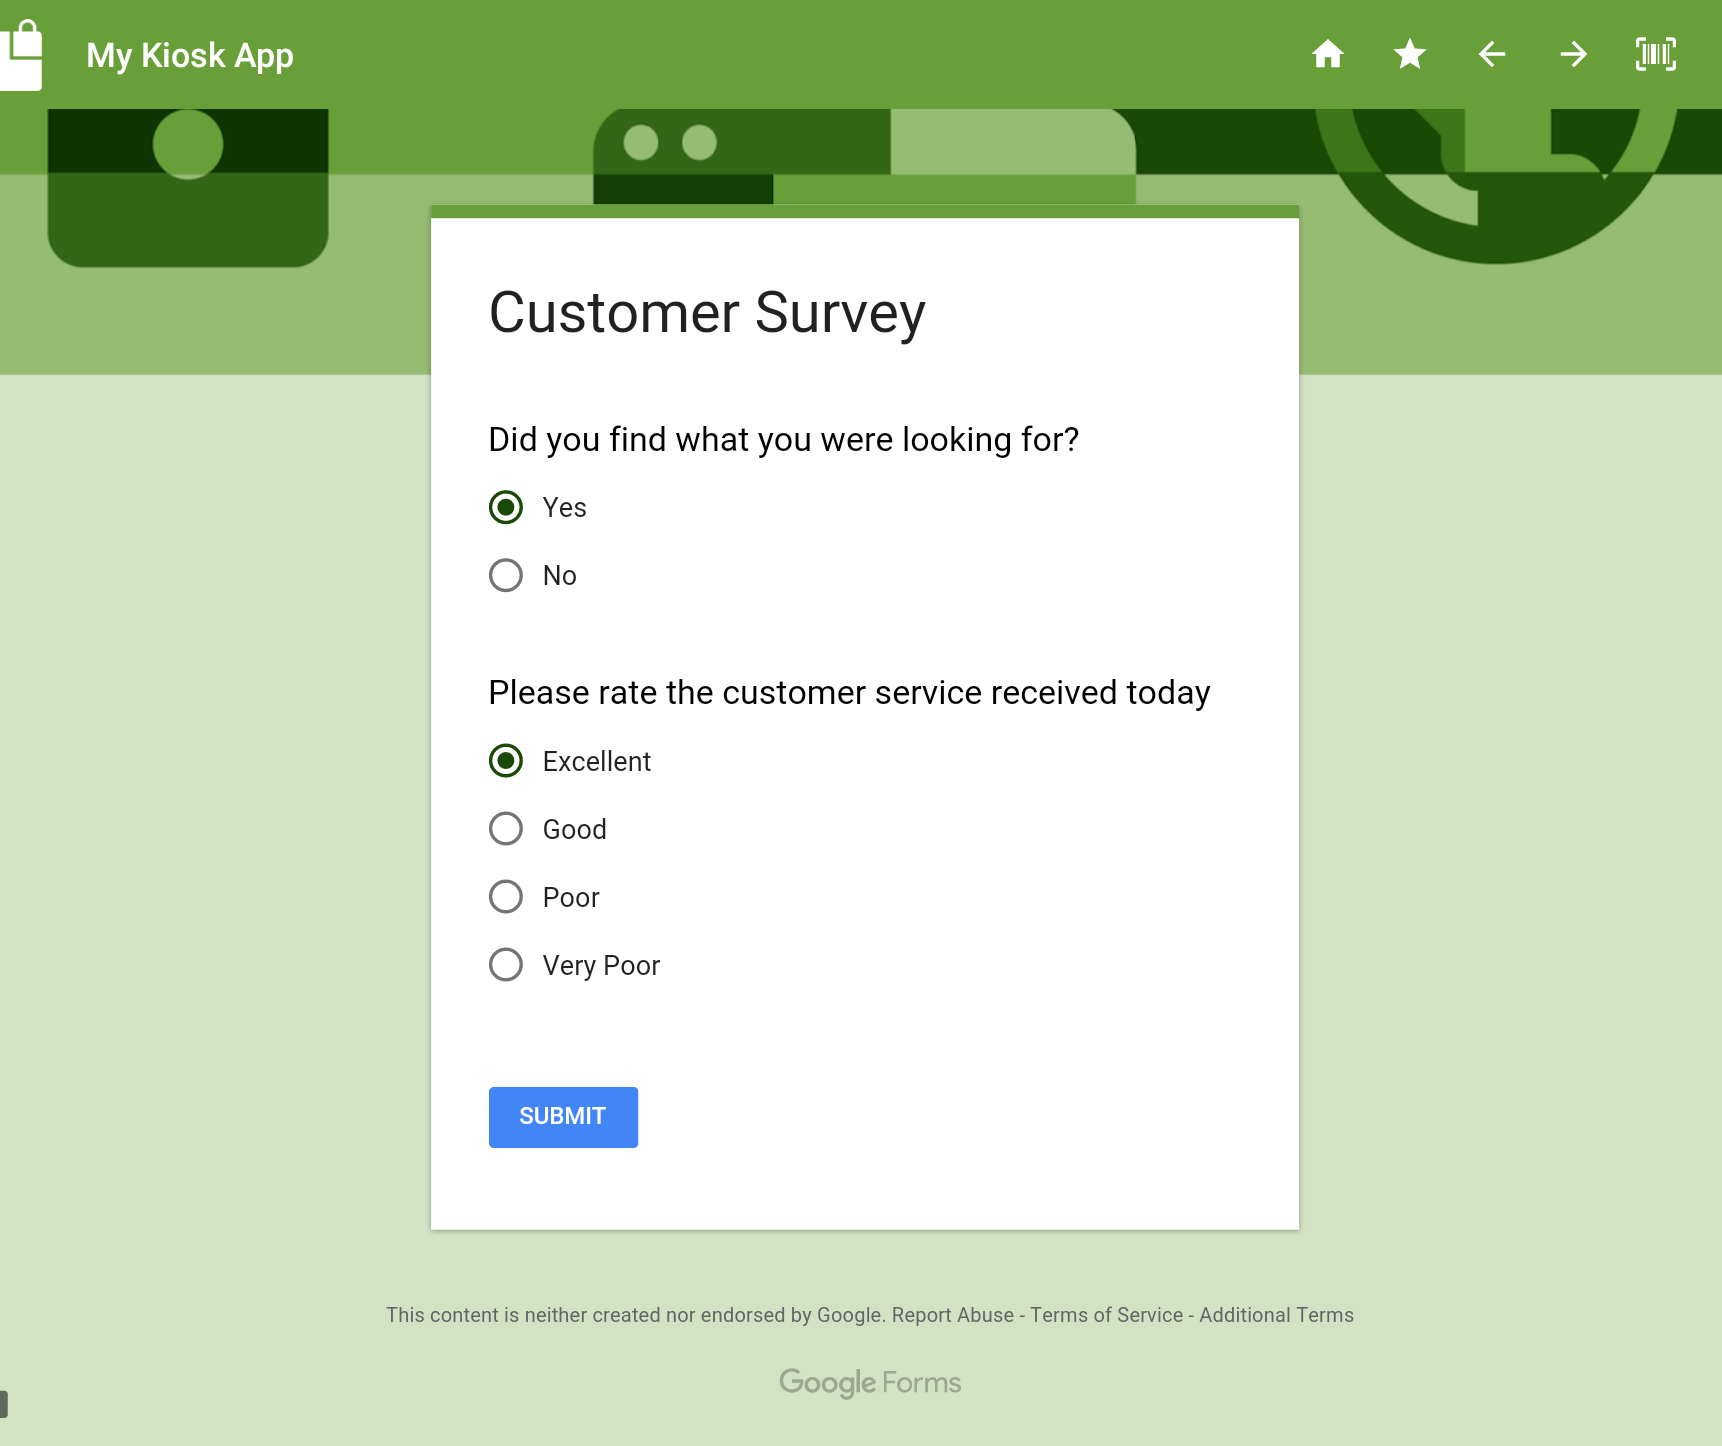 My Kiosk App
Customer Survey
Did you find what you were looking for?
Yes
No
Please rate the customer service received today
Excellent
Good
Poor
Very Poor
SUBMIT
This content is neither created nor endorsed by Google. Report Abuse - Terms of Service - Additional Terms
Google Forms